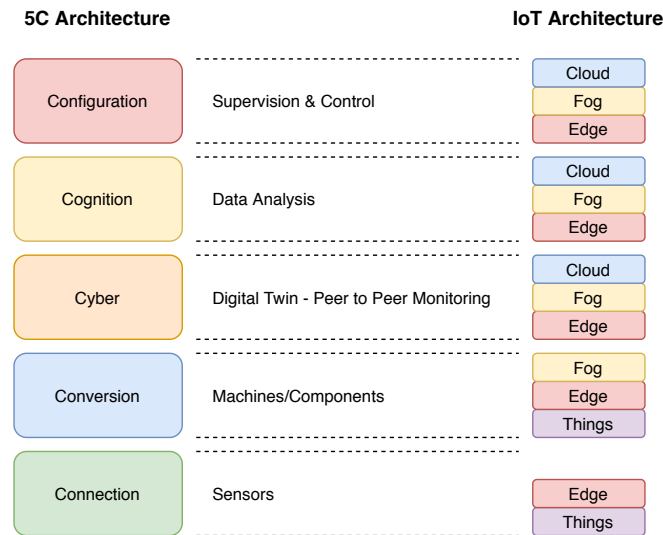 5C Architecture
IoT Architecture
Configuration
Supervision & Control
Cloud
Fog
Edge
Cognition
Data Analysis
Cloud
Fog
Edge
Cyber
Digital Twin - Peer to Peer Monitoring
Cloud
Fog
Edge
Conversion
Machines/Components
Fog
Edge
Things
Connection
Sensors
Edge
Things